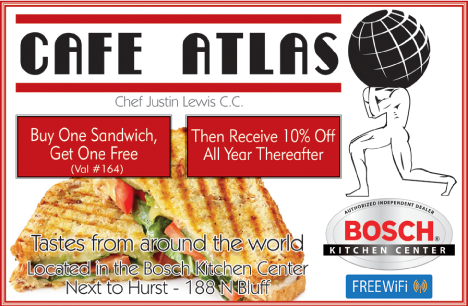 CAFE ATLAS
Chef Justin Lewis C.C.
Buy One Sandwich,
Get One Free
(Val #164)
Then Receive 10% Off
All Year Thereafter
Tastes from around the world
Located in the Bosch Kitchen Center
Next to Hurst - 188 N Bluff
AUTHORIZED INDEPENDENT DEALER
BOSCH
KITCHEN CENTER
FREE WiFi